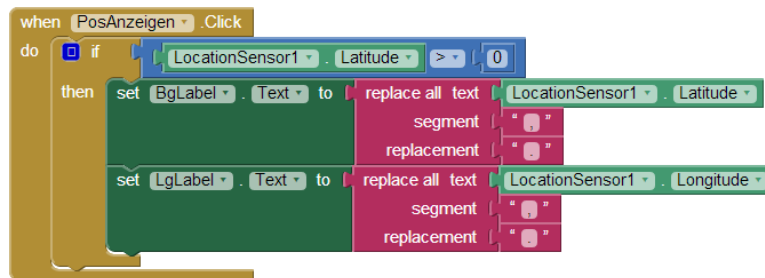 when PosAnzeigen .Click
do if LocationSensor1 . Latitude > 0
then set BgLabel . Text to replace all text LocationSensor1 . Latitude
segment " , "
replacement " . "
set LgLabel . Text to replace all text LocationSensor1 . Longitude
segment " , "
replacement " . "